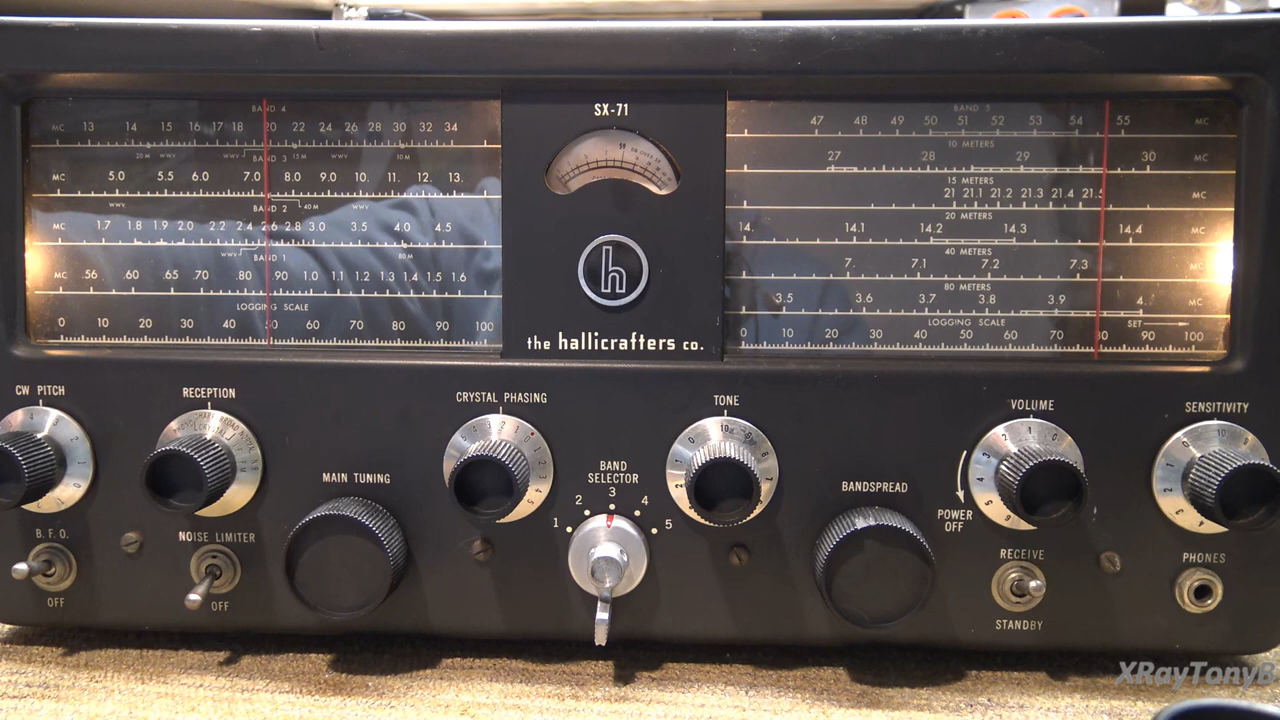 SX-71
BAND 4
MC 13 14 15 16 17 18 20 22 24 26 28 30 32 34
20 M WWV 15 M WWV 10 M
BAND 3
MC 5.0 5.5 6.0 7.0 8.0 9.0 10. 11. 12. 13.
WWV 40 M WWV
BAND 2
MC 1.7 1.8 1.9 2.0 2.2 2.4 2.6 2.8 3.0 3.5 4.0 4.5
WWV 80 M
BAND 1
MC .56 .60 .65 .70 .80 .90 1.0 1.1 1.2 1.3 1.4 1.5 1.6
LOGGING SCALE
0 10 20 30 40 50 60 70 80 90 100
S9 DB OVER S9
h
the hallicrafters co.
BAND 5
MC 47 48 49 50 51 52 53 54 55 MC
10 METERS
27 28 29 30 MC
15 METERS
21 21.1 21.2 21.3 21.4 21.5 MC
20 METERS
14. 14.1 14.2 14.3 14.4 MC
40 METERS
7. 7.1 7.2 7.3 MC
80 METERS
3.5 3.6 3.7 3.8 3.9 4. MC
LOGGING SCALE SET
0 10 20 30 40 50 60 70 80 90 100
CW PITCH
RECEPTION
CRYSTAL PHASING
TONE
VOLUME
SENSITIVITY
MAIN TUNING
BAND
SELECTOR
1 2 3 4 5
BANDSPREAD
POWER
OFF
B.F.O.
OFF
NOISE LIMITER
OFF
RECEIVE
STANDBY
PHONES
XRayTonyB